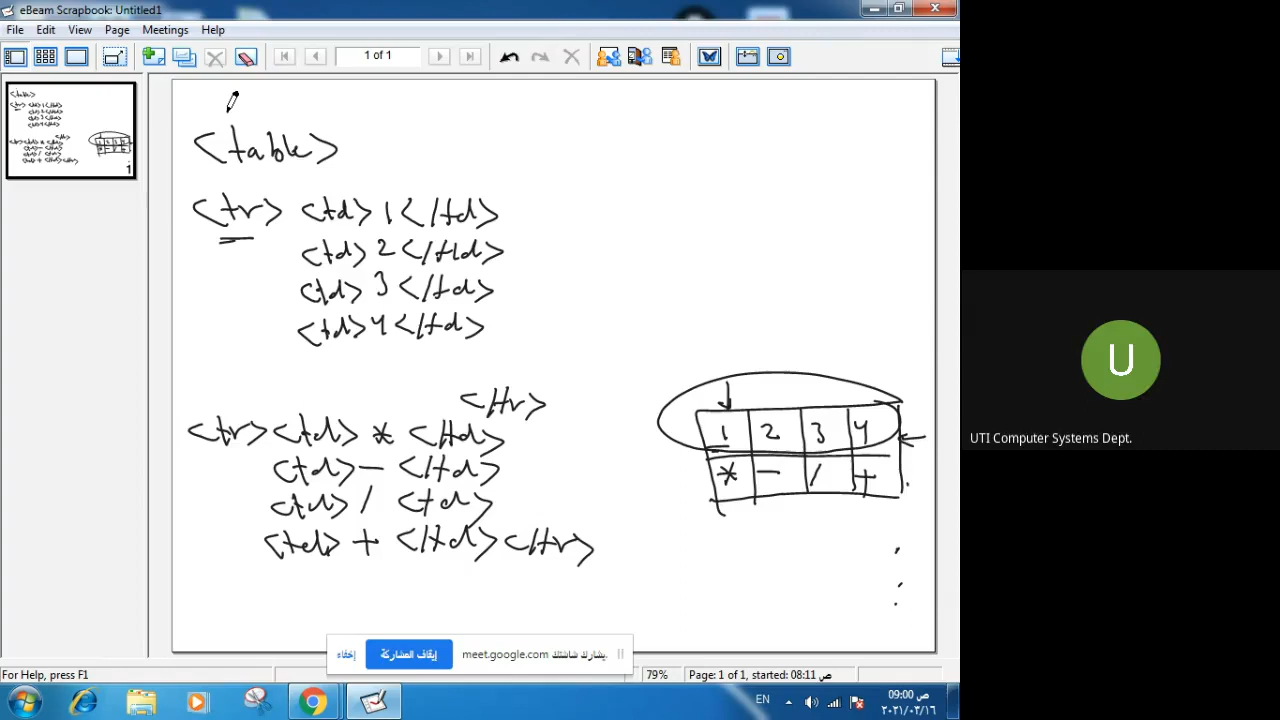 eBeam Scrapbook: Untitled1
File Edit View Page Meetings Help
1 of 1
<table>
<tr> <td> 1 </td>
<td> 2 </td>
<td> 3 </td>
<td> 4 </td>
</tr>
<tr> <td> * </td>
<td> - </td>
<td> / <td>
<td> + </td> </tr>
1 2 3 4
* - / +
1
إخفاء
إيقاف المشاركة
meet.google.com يشارك شاشتك.
For Help, press F1
79%
Page: 1 of 1, started: 08:11 ص
EN
09:00 ص
٢٠٢١/٠٣/١٦
U
UTI Computer Systems Dept.